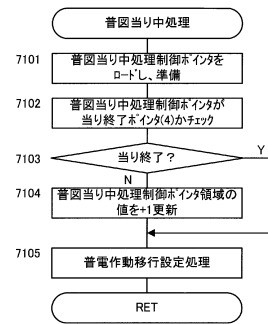 普図当り中処理
7101
普図当り中処理制御ﾎﾟｲﾝﾀを
ﾛｰﾄﾞし、準備
7102
普図当り中処理制御ﾎﾟｲﾝﾀが
当り終了ﾎﾟｲﾝﾀ(4)かチェック
7103
当り終了？
Y
N
7104
普図当り中処理制御ﾎﾟｲﾝﾀ領域の
値を+1更新
7105
普電作動移行設定処理
RET